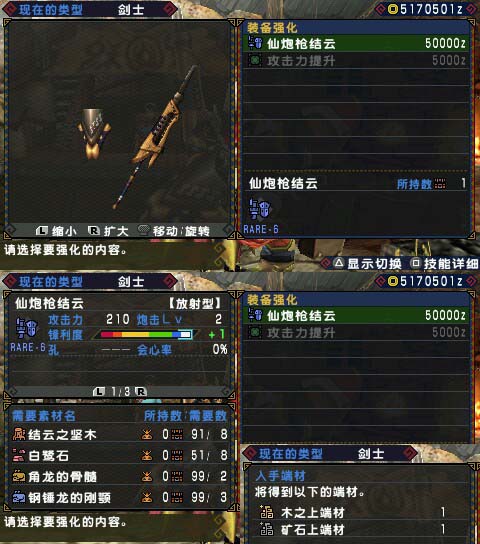 现在的类型 剑士
5170501z
装备强化
仙炮枪结云 50000z
攻击力提升 5000z
仙炮枪结云 所持数 1
RARE-6
L 缩小 R 扩大 移动/旋转
请选择要强化的内容。
△显示切换 □技能详细
现在的类型 剑士
5170501z
仙炮枪结云 【放射型】
攻击力 210 炮击Lv 2
锋利度 +1
RARE-6 孔 --- 会心率 0%
L 1/3 R
装备强化
仙炮枪结云 50000z
攻击力提升 5000z
需要素材名 所持数 需要数
结云之坚木 0 91/ 8
白鹭石 0 51/ 8
角龙的骨髓 0 99/ 2
钢锤龙的刚颚 0 99/ 3
请选择要强化的内容。
现在的类型 剑士
入手端材
将得到以下的端材。
木之上端材 1
矿石上端材 1